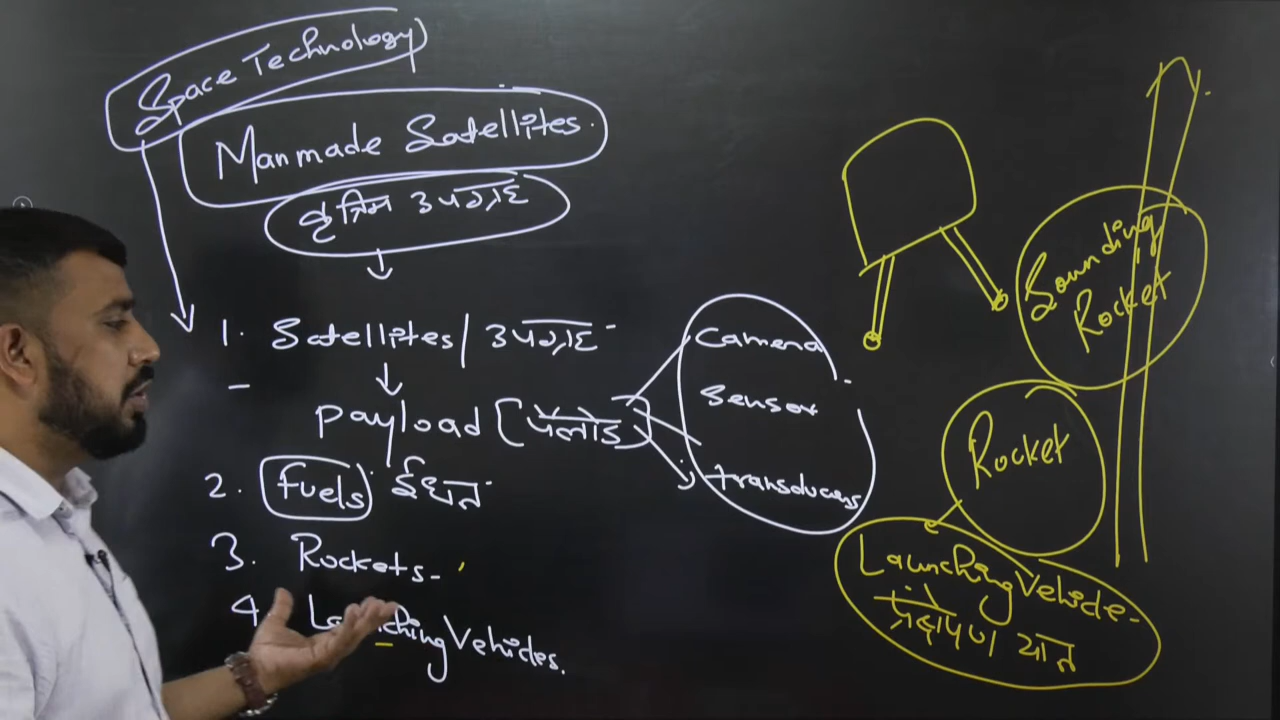 Space Technology
Manmade Satellites.
कृत्रिम उपग्रह
1. Satellites / उपग्रह
Payload [पेलोड]
Camera
Sensor
transducers
2. Fuels ईंधन
3. Rockets
4. Launching Vehicles.
Sounding
Rocket
Rocket
Launching Vehicle
प्रक्षेपण यान